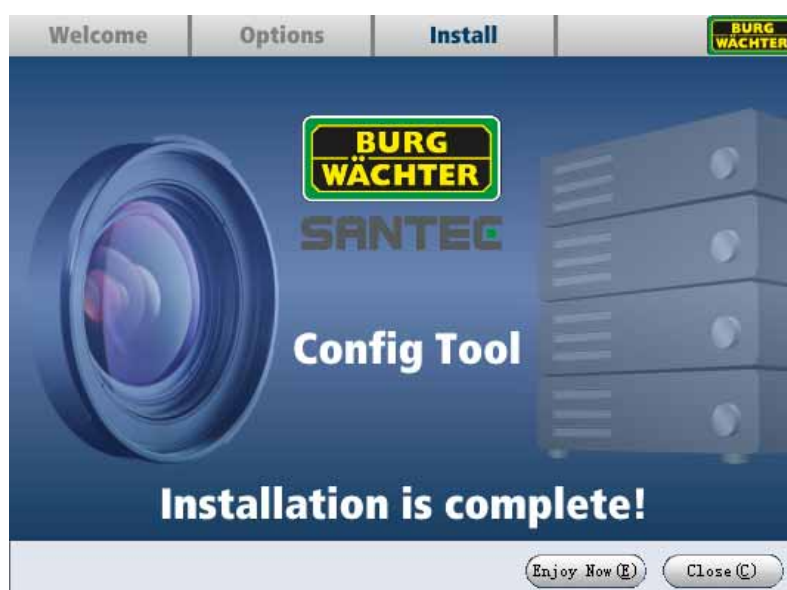 Welcome
Options
Install
BURG
WÄCHTER
BURG
WÄCHTER
SANTEC
Config Tool
Installation is complete!
Enjoy Now(E)
Close(C)